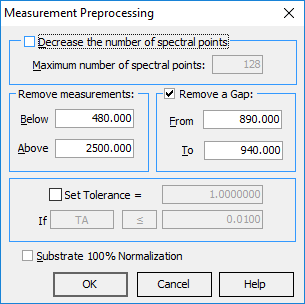 Measurement Preprocessing
Decrease the number of spectral points
Maximum number of spectral points: 128
Remove measurements:
Below 480.000
Above 2500.000
Remove a Gap:
From 890.000
To 940.000
Set Tolerance = 1.0000000
If TA ≤ 0.0100
Substrate 100% Normalization
OK Cancel Help